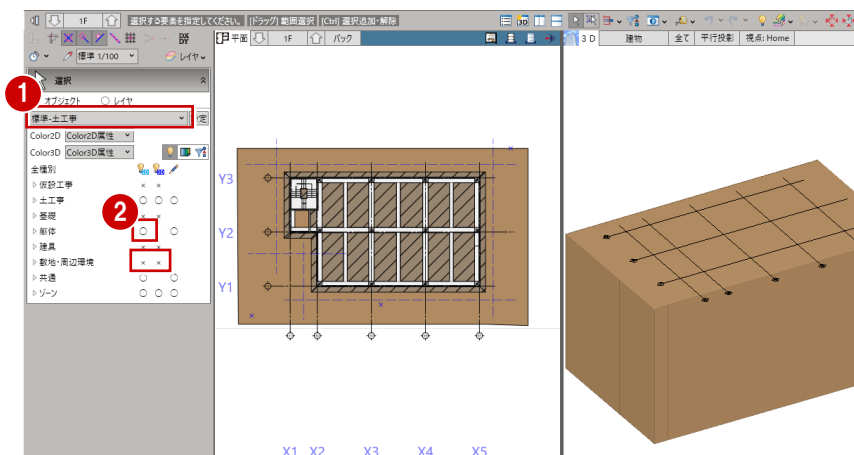 1F 選択する要素を指定してください。 [ドラッグ] 範囲選択 [Ctrl] 選択追加・解除
標準 1/100 レイヤ
平面 1F バック
3 D 建物 全て 平行投影 視点: Home
選択
1
オブジェクト レイヤ
標準-土工事 定
Color2D Color2D属性
Color3D Color3D属性
全種別
仮設工事
土工事
基礎
2
躯体
建具
敷地・周辺環境
共通
ゾーン
Y3
Y2
Y1
X1 X2 X3 X4 X5